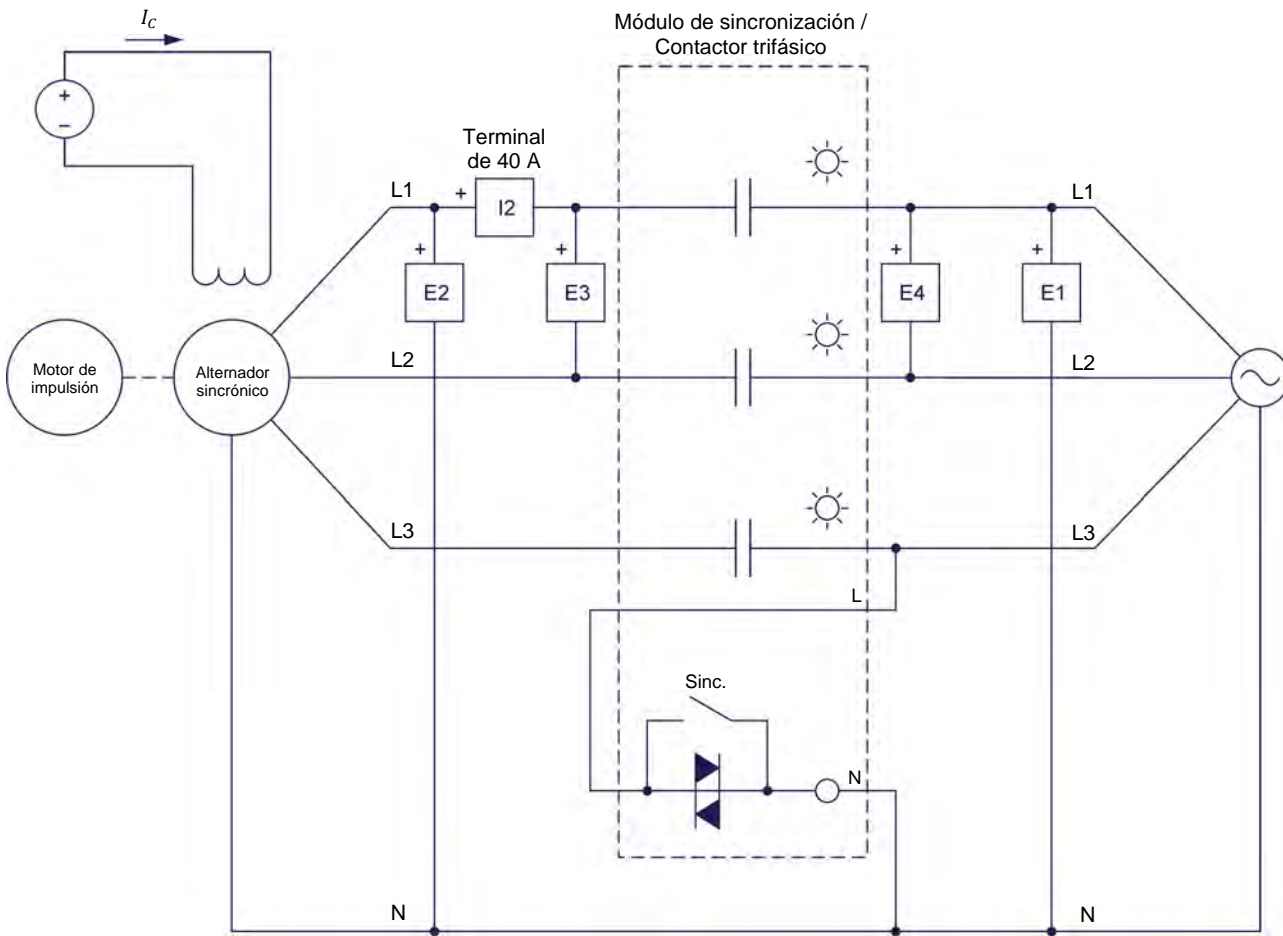 I_C
Módulo de sincronización /
Contactor trifásico
+
−
Terminal
de 40 A
L1
+
I2
L1
+
E2
+
E3
+
E4
+
E1
Motor de
impulsión
Alternador
sincrónico
L2
L2
L3
L3
L
Sinc.
N
N
N